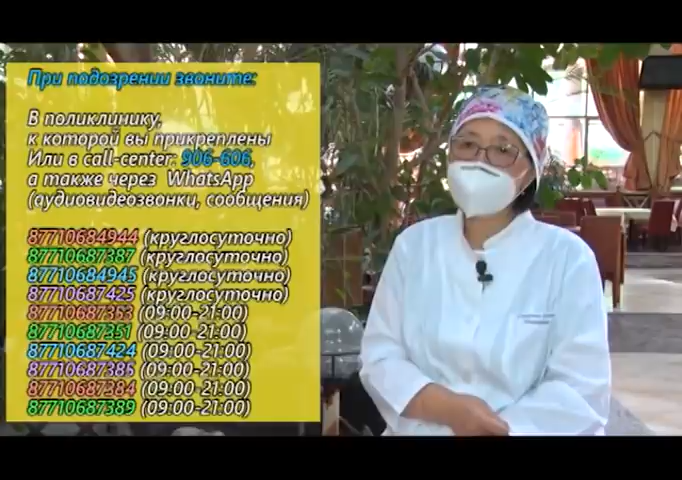 При подозрении звоните:
В поликлинику,
к которой вы прикреплены
Или в call-center: 906-606,
а также через WhatsApp
(аудиовидеозвонки, сообщения)
87710684944 (круглосуточно)
87710687387 (круглосуточно)
87710684945 (круглосуточно)
87710687425 (круглосуточно)
87710687353 (09:00-21:00)
87710687351 (09:00-21:00)
87710687424 (09:00-21:00)
87710687385 (09:00-21:00)
87710687384 (09:00-21:00)
87710687389 (09:00-21:00)